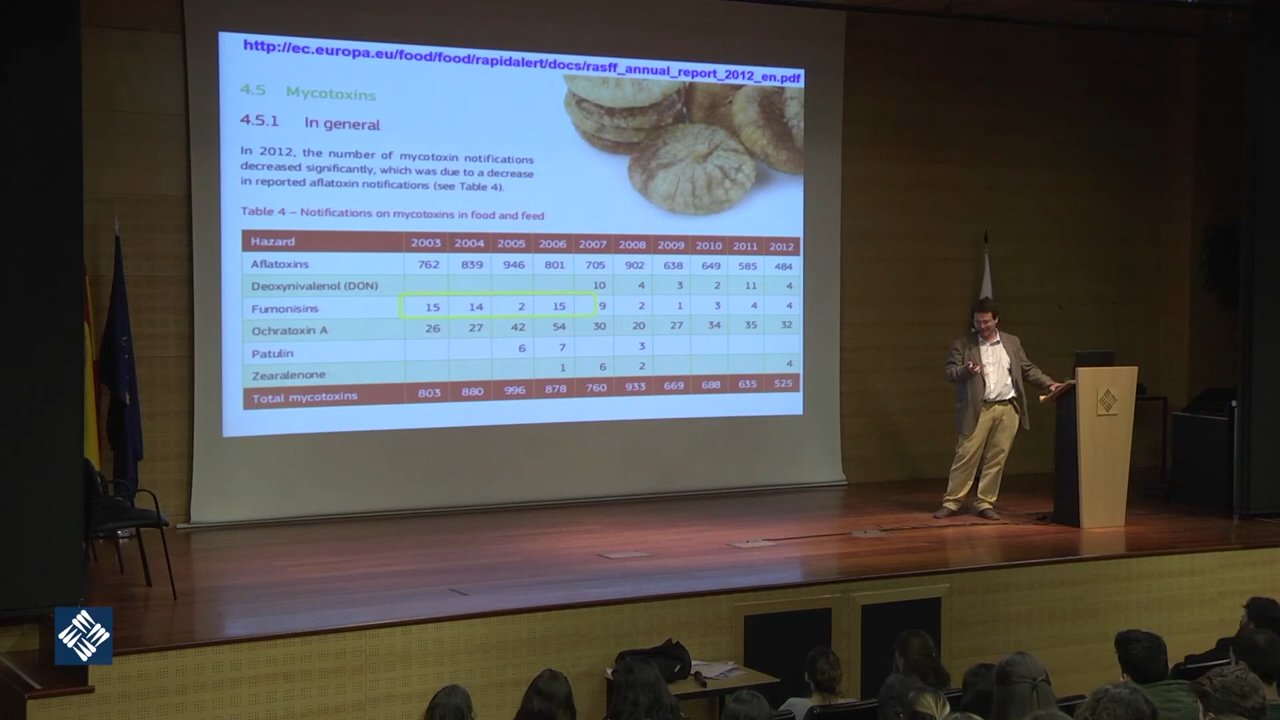 http://ec.europa.eu/food/food/rapidalert/docs/rasff_annual_report_2012_en.pdf
4.5 Mycotoxins
4.5.1 In general
In 2012, the number of mycotoxin notifications
decreased significantly, which was due to a decrease
in reported aflatoxin notifications (see Table 4).
Table 4 – Notifications on mycotoxins in food and feed
Hazard 2003 2004 2005 2006 2007 2008 2009 2010 2011 2012
Aflatoxins 762 839 946 801 705 902 638 649 585 484
Deoxynivalenol (DON) 10 4 3 2 11 4
Fumonisins 15 14 2 15 9 2 1 3 4 4
Ochratoxin A 26 27 42 54 30 20 27 34 35 32
Patulin 6 7 3
Zearalenone 1 6 2 4
Total mycotoxins 803 880 996 878 760 933 669 688 635 525